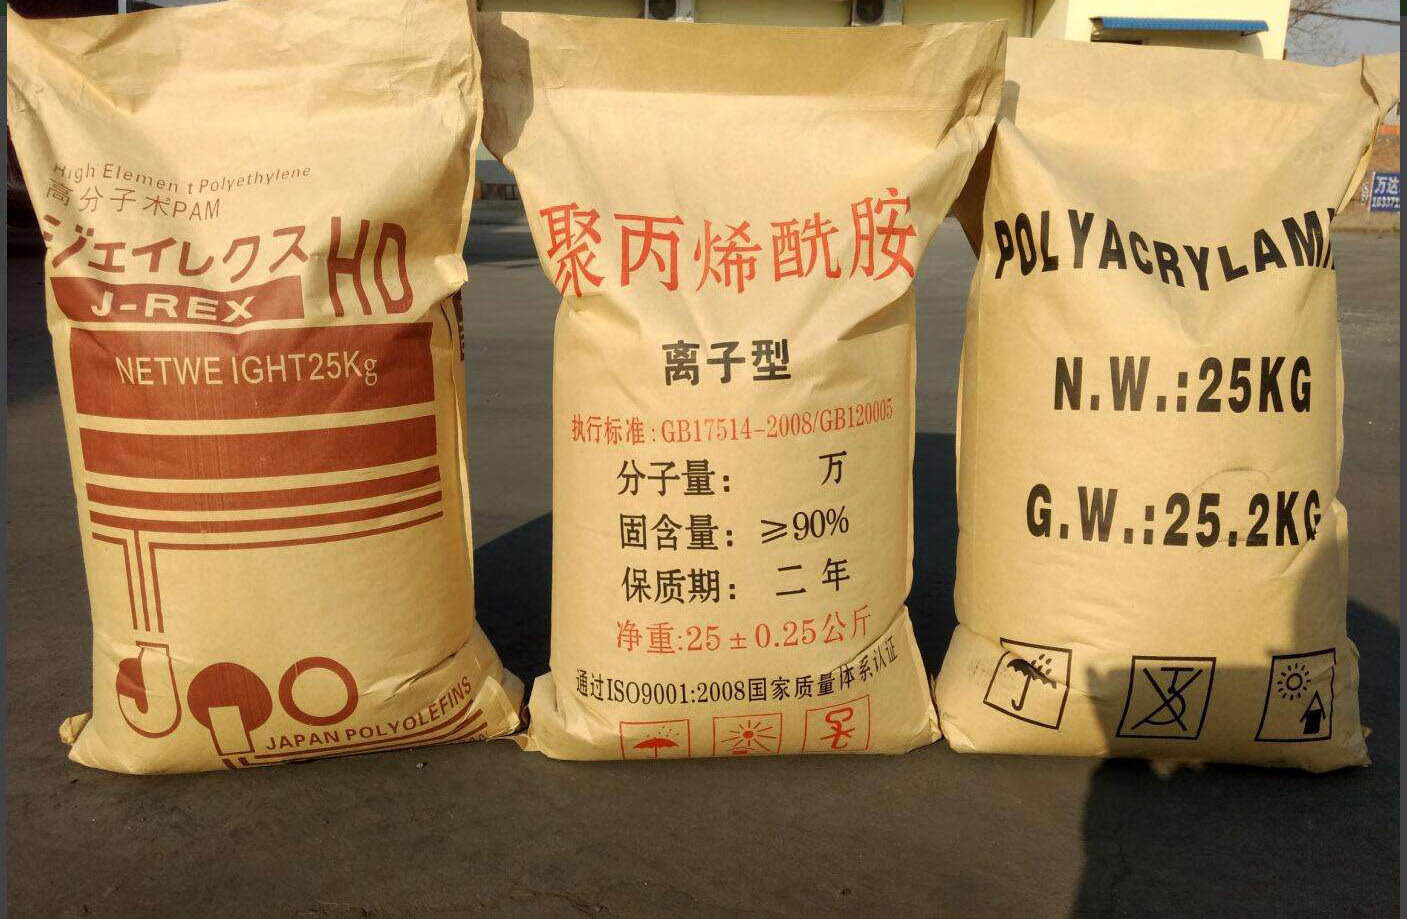 High Elemen t Polyethylene
高分子术PAM
ジェイレクス HD
J-REX
NETWE IGHT25Kg
JAPAN POLYOLEFINS
聚丙烯酰胺
离子型
执行标准:GB17514-2008/GB120005
分子量: 万
固含量: ≥90%
保质期: 二年
净重:25±0.25公斤
通过ISO9001:2008国家质量体系认证
POLYACRYLAMI
N.W.:25KG
G.W.:25.2KG
万达